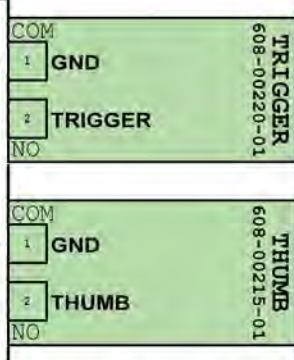 COM
1 GND
2 TRIGGER
NO
TRIGGER
608-00220-01
COM
1 GND
2 THUMB
NO
THUMB
608-00215-01